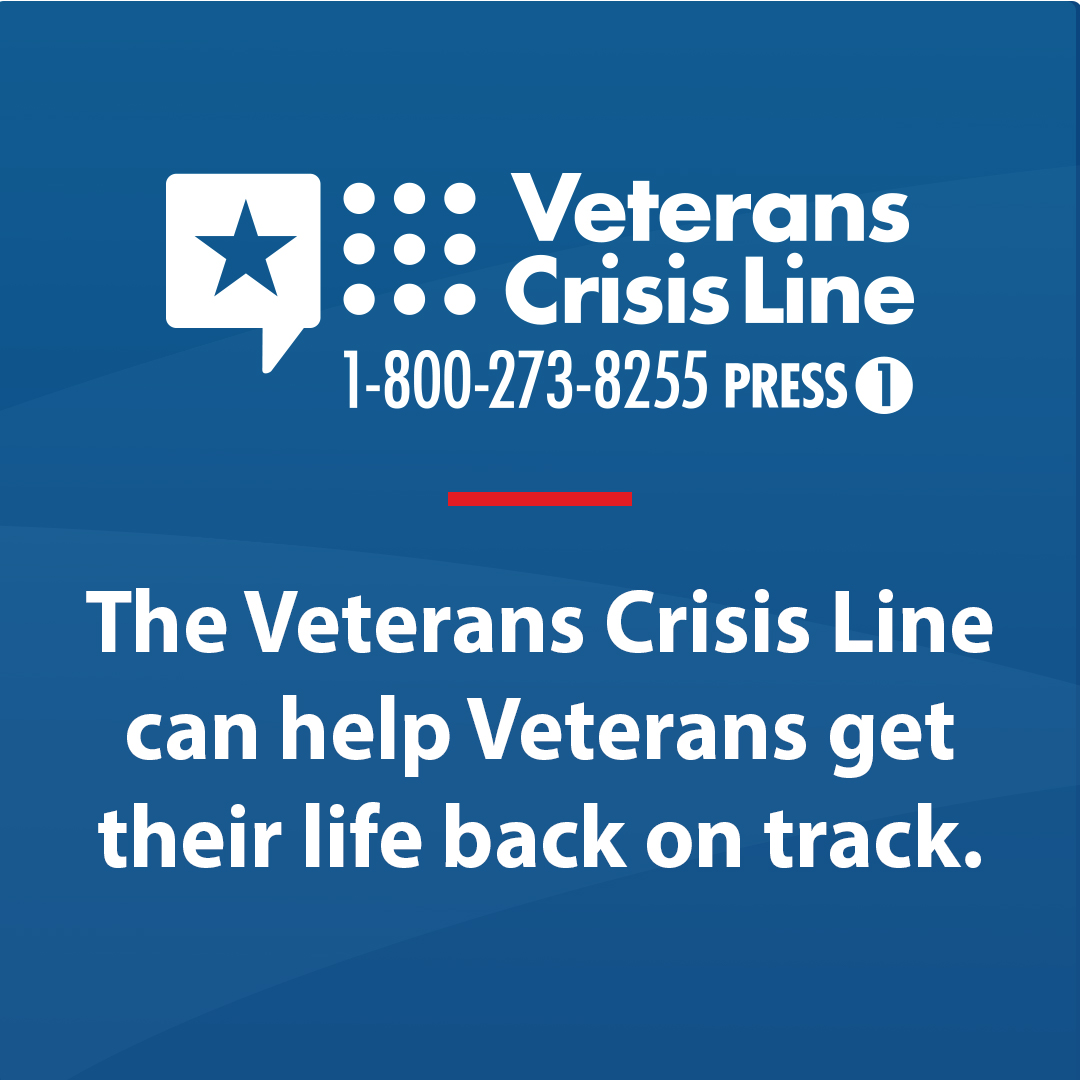 Veterans
Crisis Line
1-800-273-8255 PRESS 1
The Veterans Crisis Line
can help Veterans get
their life back on track.